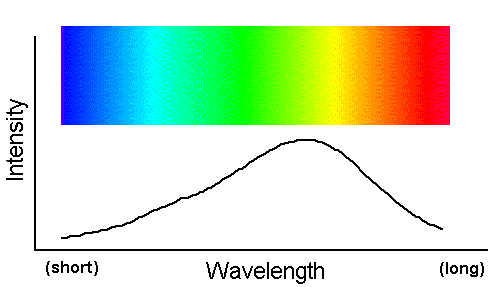 Intensity
(short)
Wavelength
(long)